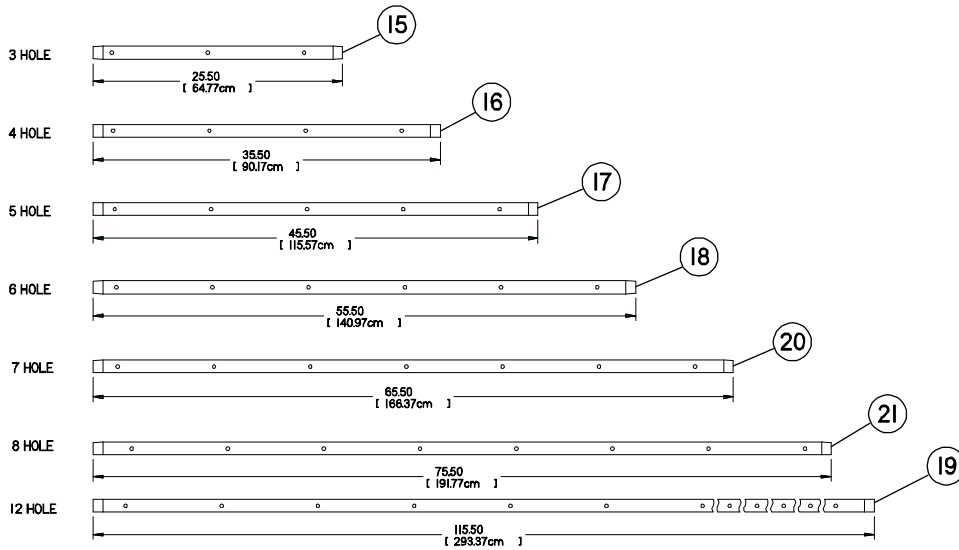 15
3 HOLE
25.50
[ 64.77cm ]
16
4 HOLE
35.50
[ 90.17cm ]
17
5 HOLE
45.50
[ 115.57cm ]
18
6 HOLE
55.50
[ 140.97cm ]
20
7 HOLE
65.50
[ 166.37cm ]
21
8 HOLE
75.50
[ 191.77cm ]
19
12 HOLE
115.50
[ 293.37cm ]